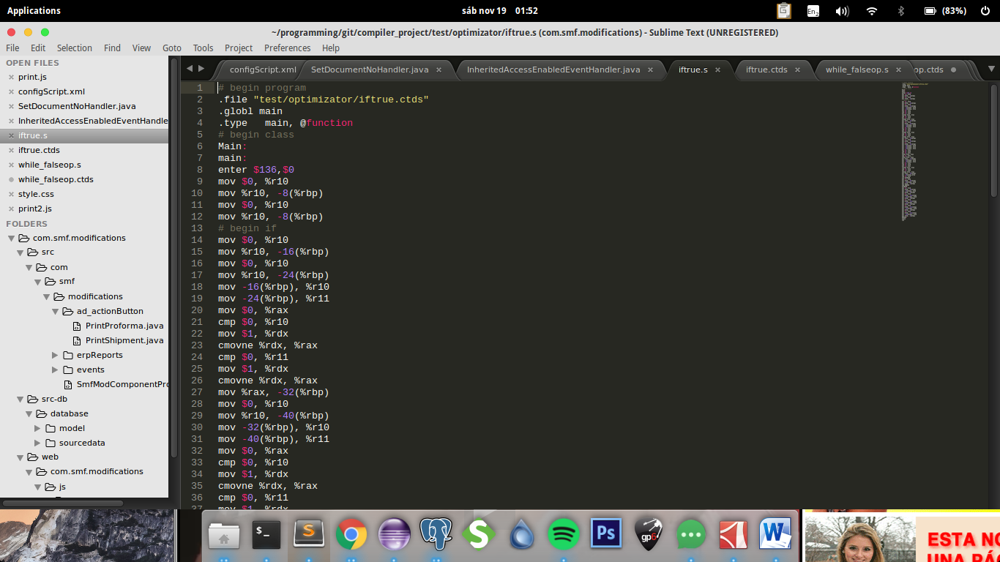 Applications
sáb nov 19 01:52
En2
(83%)
~/programming/git/compiler_project/test/optimizator/iftrue.s (com.smf.modifications) - Sublime Text (UNREGISTERED)
File Edit Selection Find View Goto Tools Project Preferences Help
OPEN FILES
print.js
configScript.xml
SetDocumentNoHandler.java
InheritedAccessEnabledEventHandle
iftrue.s
iftrue.ctds
while_falseop.s
while_falseop.ctds
style.css
print2.js
FOLDERS
com.smf.modifications
src
com
smf
modifications
ad_actionButton
PrintProforma.java
PrintShipment.java
erpReports
events
SmfModComponentPro
src-db
database
model
sourcedata
web
com.smf.modifications
js
configScript.xml SetDocumentNoHandler.java InheritedAccessEnabledEventHandler.java iftrue.s iftrue.ctds while_falseop.s op.ctds
1 # begin program
2 .file "test/optimizator/iftrue.ctds"
3 .globl main
4 .type main, @function
5 # begin class
6 Main:
7 main:
8 enter $136,$0
9 mov $0, %r10
10 mov %r10, -8(%rbp)
11 mov $0, %r10
12 mov %r10, -8(%rbp)
13 # begin if
14 mov $0, %r10
15 mov %r10, -16(%rbp)
16 mov $0, %r10
17 mov %r10, -24(%rbp)
18 mov -16(%rbp), %r10
19 mov -24(%rbp), %r11
20 mov $0, %rax
21 cmp $0, %r10
22 mov $1, %rdx
23 cmovne %rdx, %rax
24 cmp $0, %r11
25 mov $1, %rdx
26 cmovne %rdx, %rax
27 mov %rax, -32(%rbp)
28 mov $0, %r10
29 mov %r10, -40(%rbp)
30 mov -32(%rbp), %r10
31 mov -40(%rbp), %r11
32 mov $0, %rax
33 cmp $0, %r10
34 mov $1, %rdx
35 cmovne %rdx, %rax
36 cmp $0, %r11
37 mov $1, %rdx
$_
S
S
Ps
gp6
W
ESTA NO
UNA PÁG